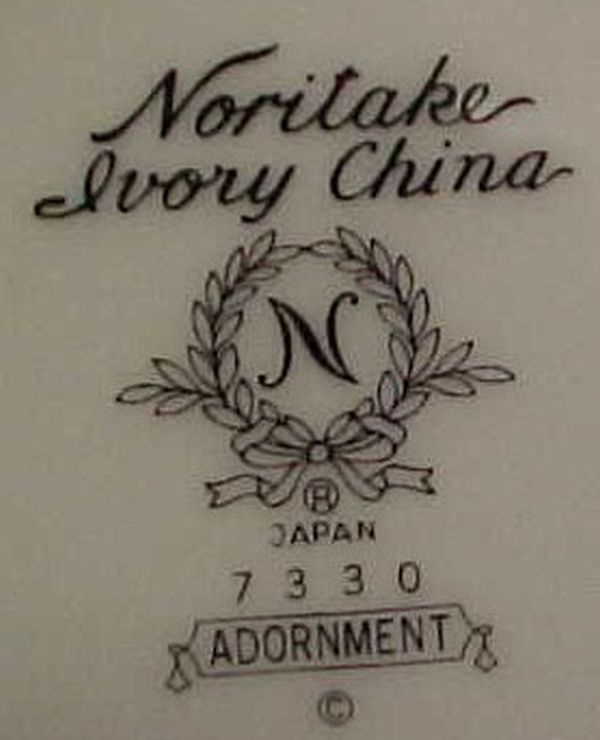 Noritake
Ivory China
N
®
JAPAN
7330
ADORNMENT
©